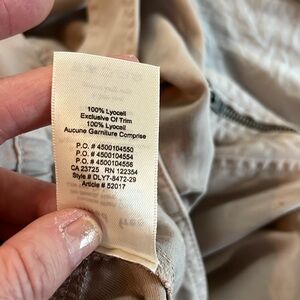 100% Lyocell
Exclusive Of Trim
100% Lyocell
Aucune Garniture Comprise
P.O. # 4500104550
P.O. # 4500104554
P.O. # 4500104556
CA 23725 RN 122354
Style # DLY7-8472-29
Article # 52017